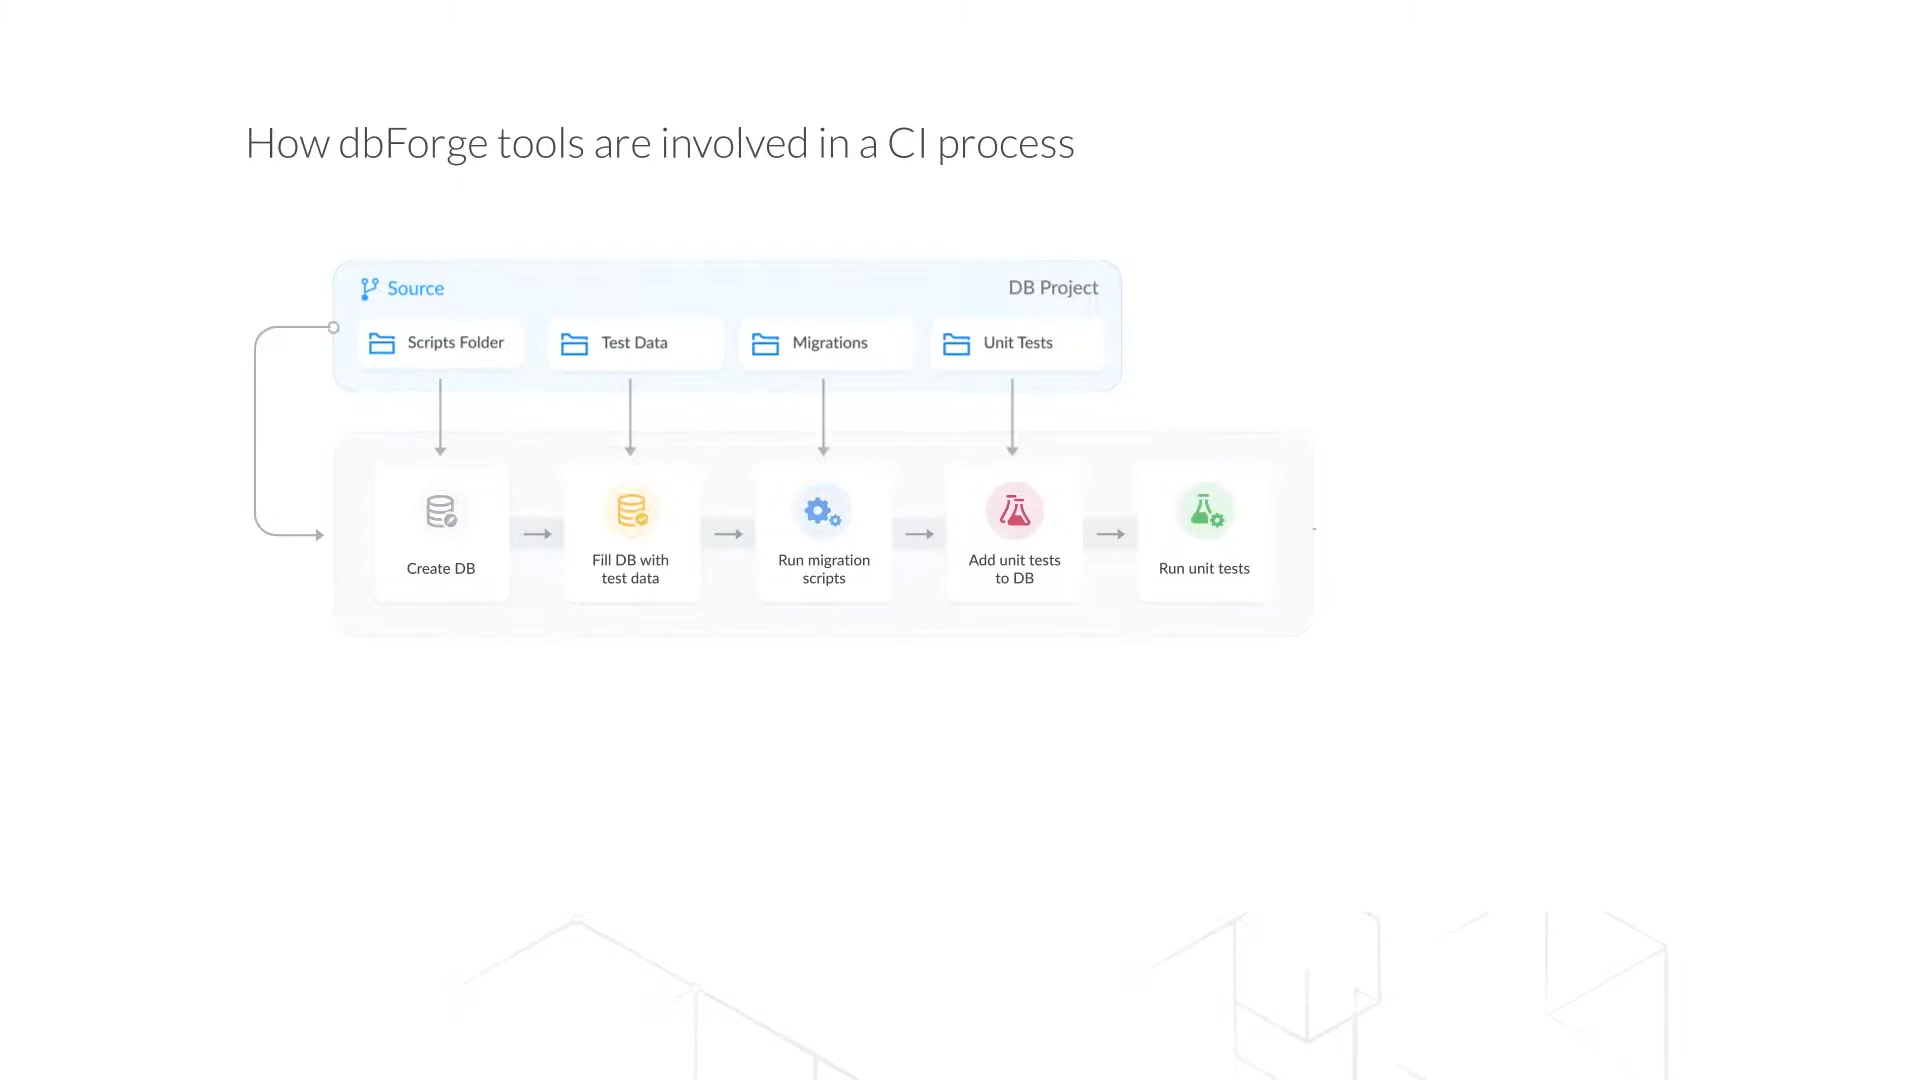 How dbForge tools are involved in a CI process
Source
DB Project
Scripts Folder
Test Data
Migrations
Unit Tests
Create DB
Fill DB with
test data
Run migration
scripts
Add unit tests
to DB
Run unit tests